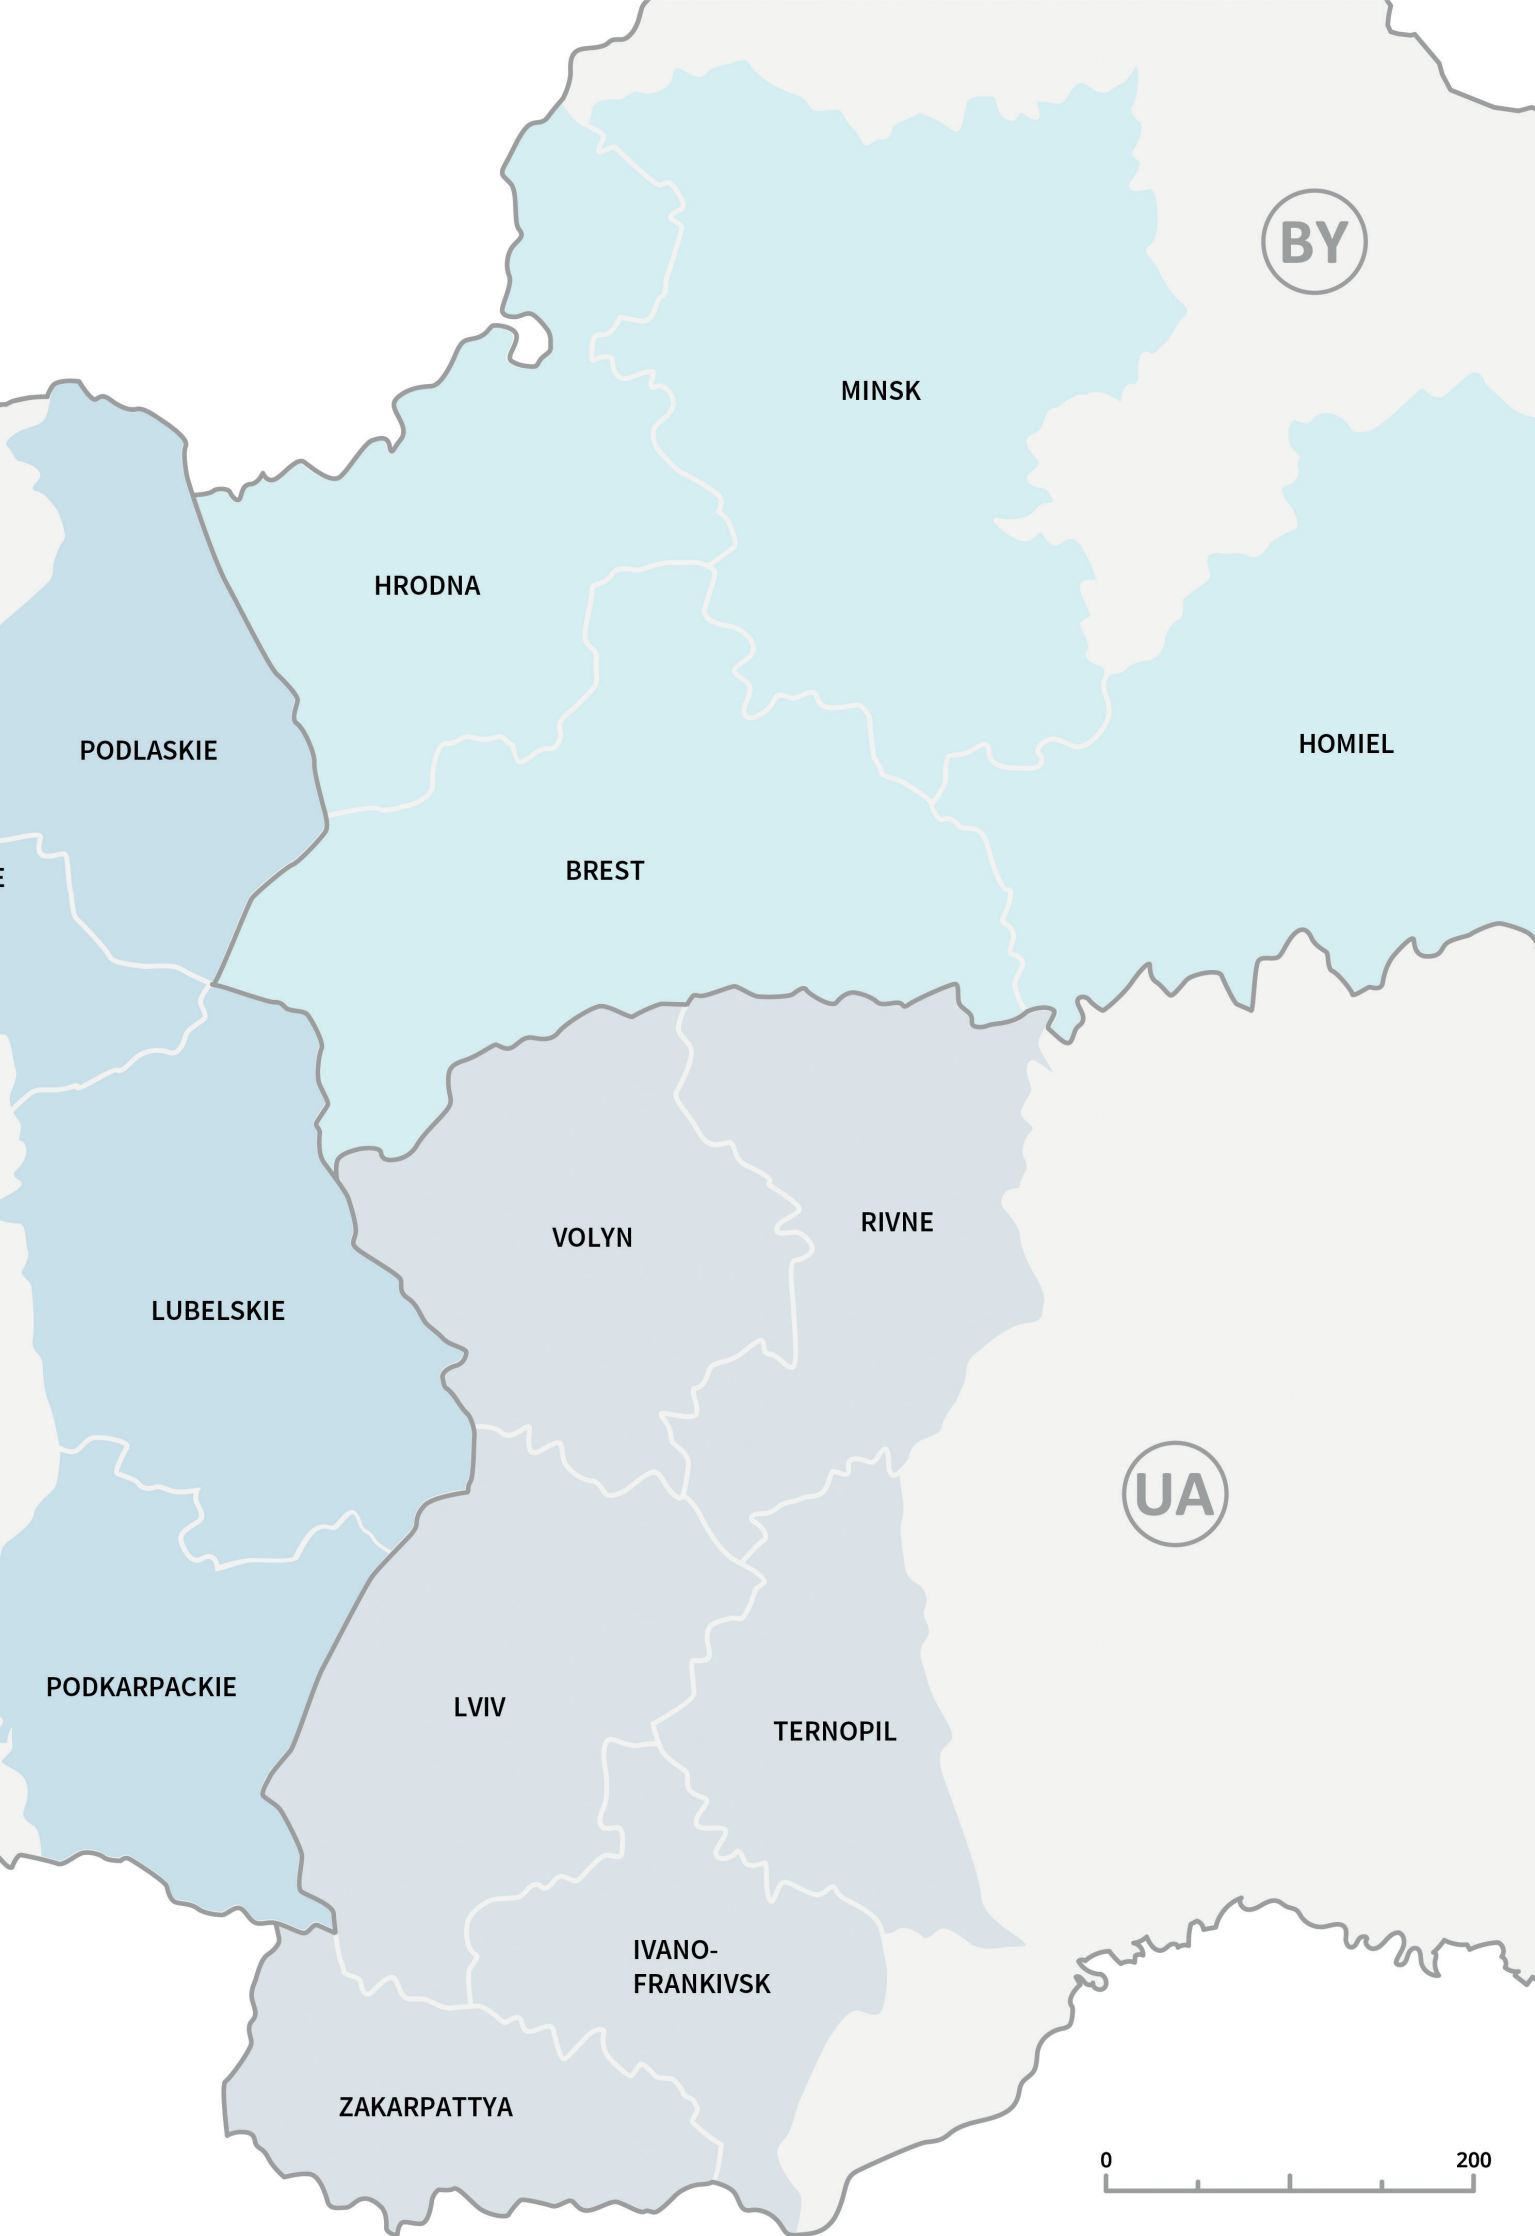 BY
MINSK
HRODNA
HOMIEL
PODLASKIE
BREST
E
RIVNE
VOLYN
LUBELSKIE
UA
PODKARPACKIE
LVIV
TERNOPIL
IVANO-
FRANKIVSK
ZAKARPATTYA
0 200